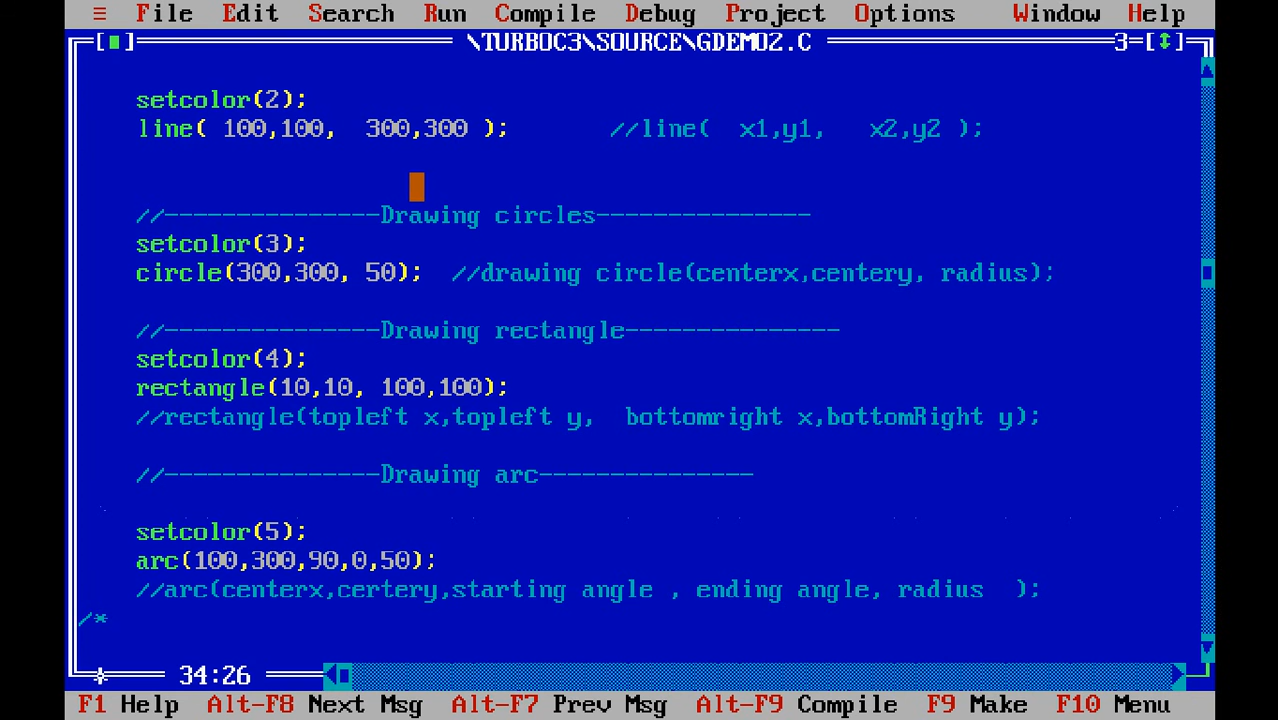 ≡ File Edit Search Run Compile Debug Project Options Window Help
[■] \TURBOC3\SOURCE\GDEMO2.C 3=[↕]
setcolor(2);
line( 100,100, 300,300 ); //line( x1,y1, x2,y2 );
//---------------Drawing circles---------------
setcolor(3);
circle(300,300, 50); //drawing circle(centerx,centery, radius);
//---------------Drawing rectangle---------------
setcolor(4);
rectangle(10,10, 100,100);
//rectangle(topleft x,topleft y, bottomright x,bottomRight y);
//---------------Drawing arc---------------
setcolor(5);
arc(100,300,90,0,50);
//arc(centerx,certery,starting angle , ending angle, radius );
/*
34:26
F1 Help Alt-F8 Next Msg Alt-F7 Prev Msg Alt-F9 Compile F9 Make F10 Menu